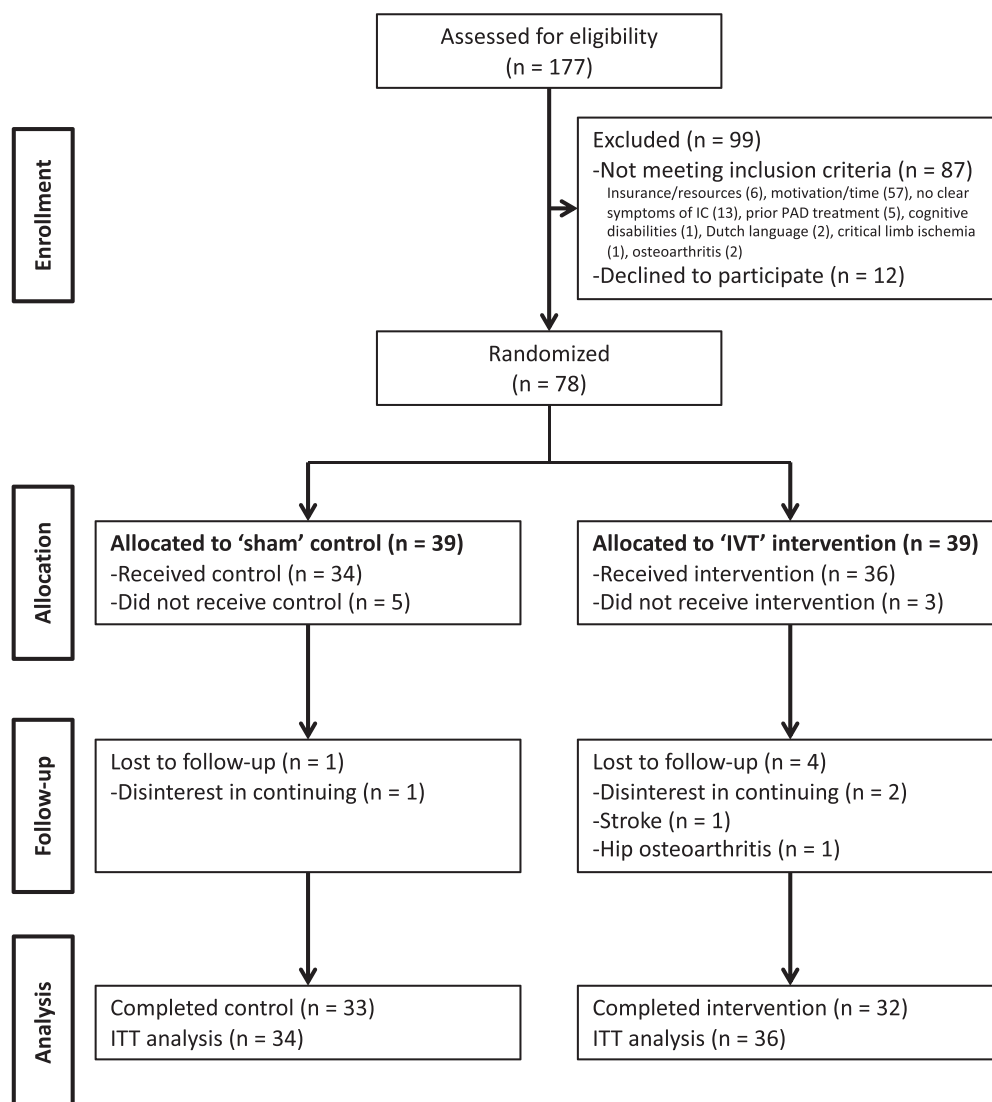 Assessed for eligibility
(n = 177)
Enrollment
Excluded (n = 99)
-Not meeting inclusion criteria (n = 87)
Insurance/resources (6), motivation/time (57), no clear
symptoms of IC (13), prior PAD treatment (5), cognitive
disabilities (1), Dutch language (2), critical limb ischemia
(1), osteoarthritis (2)
-Declined to participate (n = 12)
Randomized
(n = 78)
Allocation
Allocated to ‘sham’ control (n = 39)
-Received control (n = 34)
-Did not receive control (n = 5)
Allocated to ‘IVT’ intervention (n = 39)
-Received intervention (n = 36)
-Did not receive intervention (n = 3)
Follow-up
Lost to follow-up (n = 1)
-Disinterest in continuing (n = 1)
Lost to follow-up (n = 4)
-Disinterest in continuing (n = 2)
-Stroke (n = 1)
-Hip osteoarthritis (n = 1)
Analysis
Completed control (n = 33)
ITT analysis (n = 34)
Completed intervention (n = 32)
ITT analysis (n = 36)